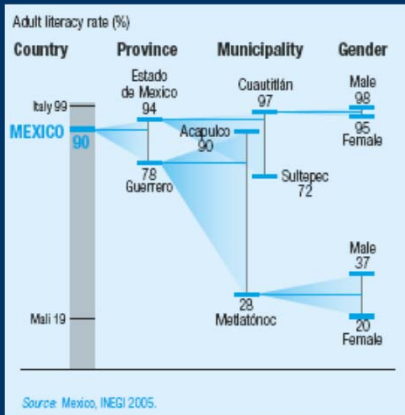 Adult literacy rate (%)
Country Province Municipality Gender
Estado
de Mexico
94
Cuautitlán
97
Male
98
Italy 99
95
Female
MEXICO
90
Acapulco
90
78
Guerrero
Sultepec
72
Male
37
28
Metlatónoc
Mali 19
20
Female
Source: Mexico, INEGI 2005.